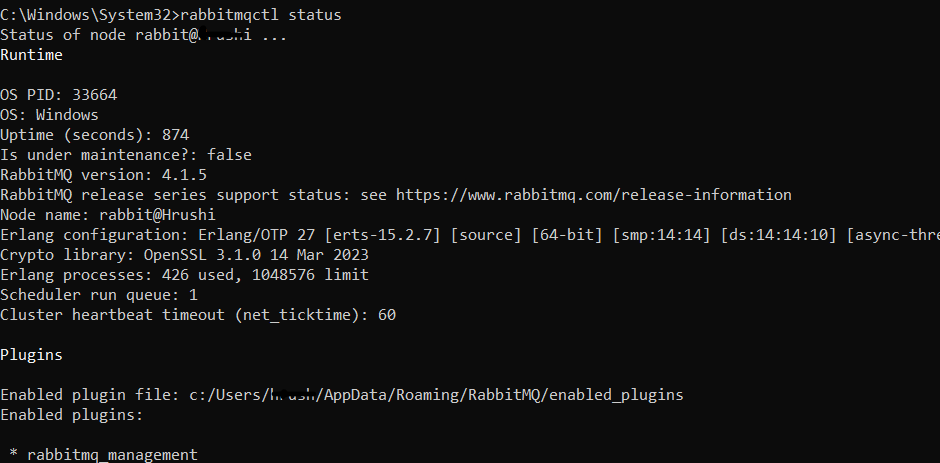 C:\Windows\System32>rabbitmqctl status
Status of node ...
Runtime
OS PID: 33664
OS: Windows
Uptime (seconds): 874
Is under maintenance?: false
RabbitMQ version: 4.1.5
RabbitMQ release series support status: see https://www.rabbitmq.com/release-information
Node name: rabbit@Hrushi
Erlang configuration: Erlang/OTP 27 [erts-15.2.7] [source] [64-bit] [smp:14:14] [ds:14:14:10] [async-thre
Crypto library: OpenSSL 3.1.0 14 Mar 2023
Erlang processes: 426 used, 1048576 limit
Scheduler run queue: 1
Cluster heartbeat timeout (net_ticktime): 60
Plugins
Enabled plugin file: c:/Users/ /AppData/Roaming/RabbitMQ/enabled_plugins
Enabled plugins:
* rabbitmq_management